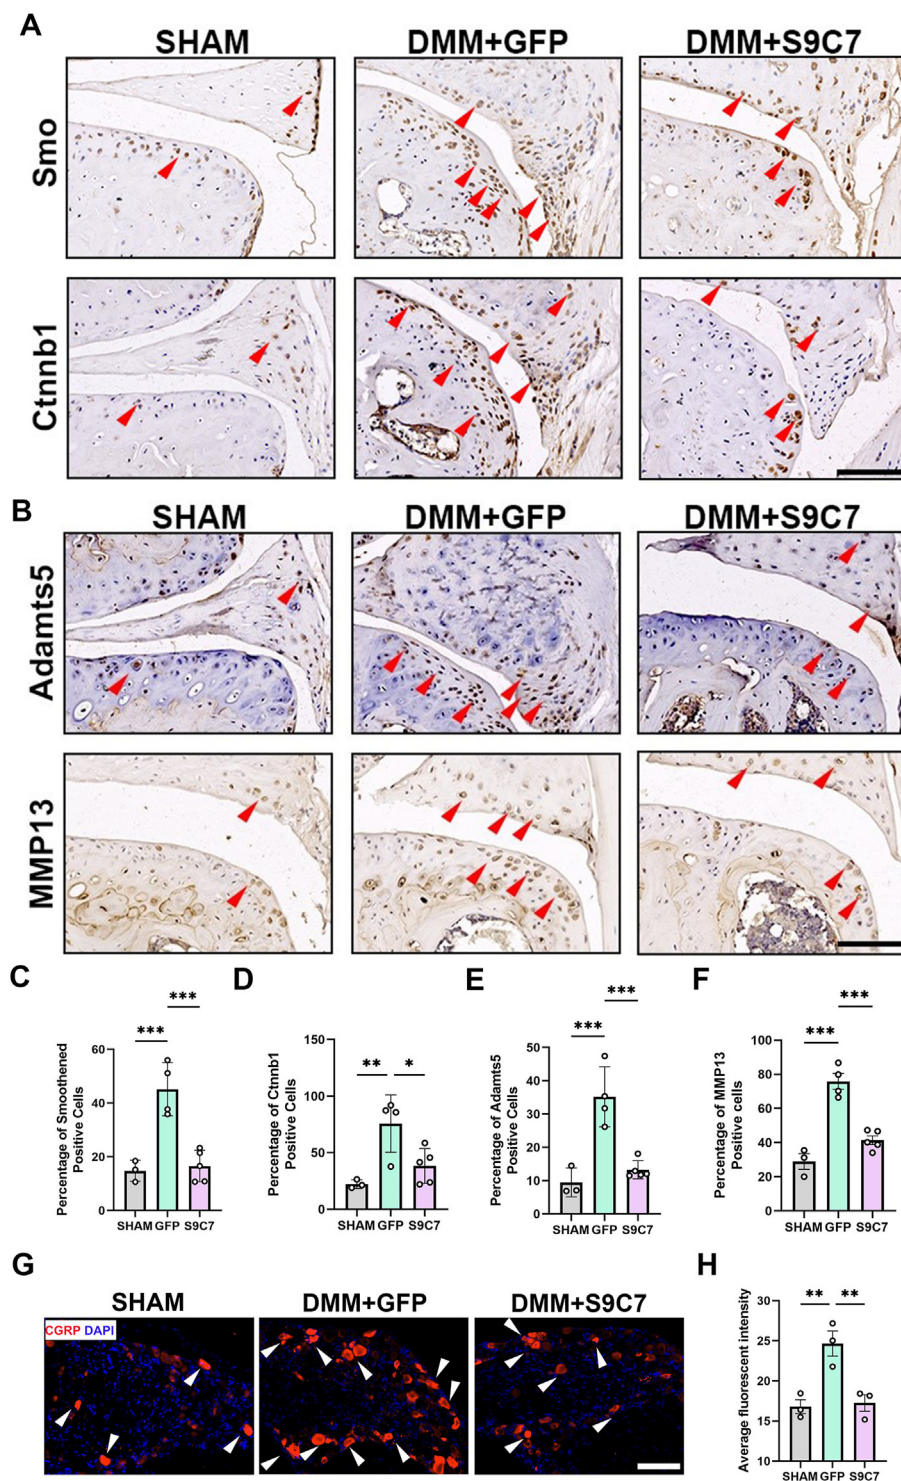 A
SHAM
DMM+GFP
DMM+S9C7
Smo
Ctnnb1
B
SHAM
DMM+GFP
DMM+S9C7
Adamts5
MMP13
C
Percentage of Smoothened
Positive Cells
60
40
20
0
***
***
SHAM GFP S9C7
D
Percentage of Ctnnb1
Positive Cells
150
100
50
0
**
*
SHAM GFP S9C7
E
Percentage of Adamts5
Positive Cells
50
40
30
20
10
0
***
***
SHAM GFP S9C7
F
Percentage of MMP13
Positive cells
100
80
60
40
20
0
***
***
SHAM GFP S9C7
G
SHAM
DMM+GFP
DMM+S9C7
CGRP DAPI
H
Average fluorescent intensity
30
25
20
15
10
**
**
SHAM GFP S9C7